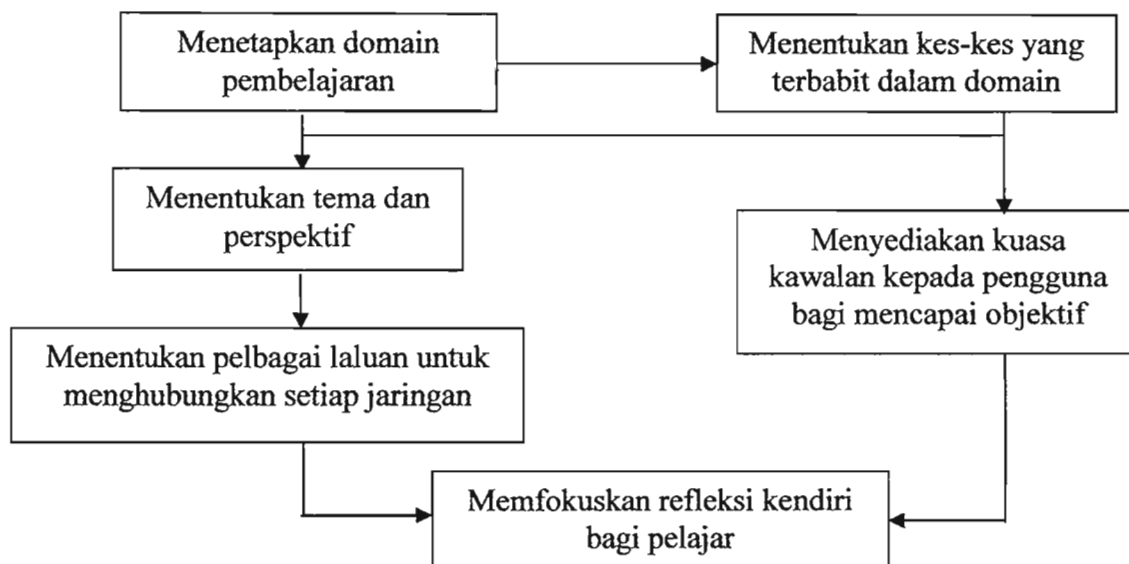 Menetapkan domain
pembelajaran
Menentukan kes-kes yang
terbabit dalam domain
Menentukan tema dan
perspektif
Menyediakan kuasa
kawalan kepada pengguna
bagi mencapai objektif
Menentukan pelbagai laluan untuk
menghubungkan setiap jaringan
Memfokuskan refleksi kendiri
bagi pelajar